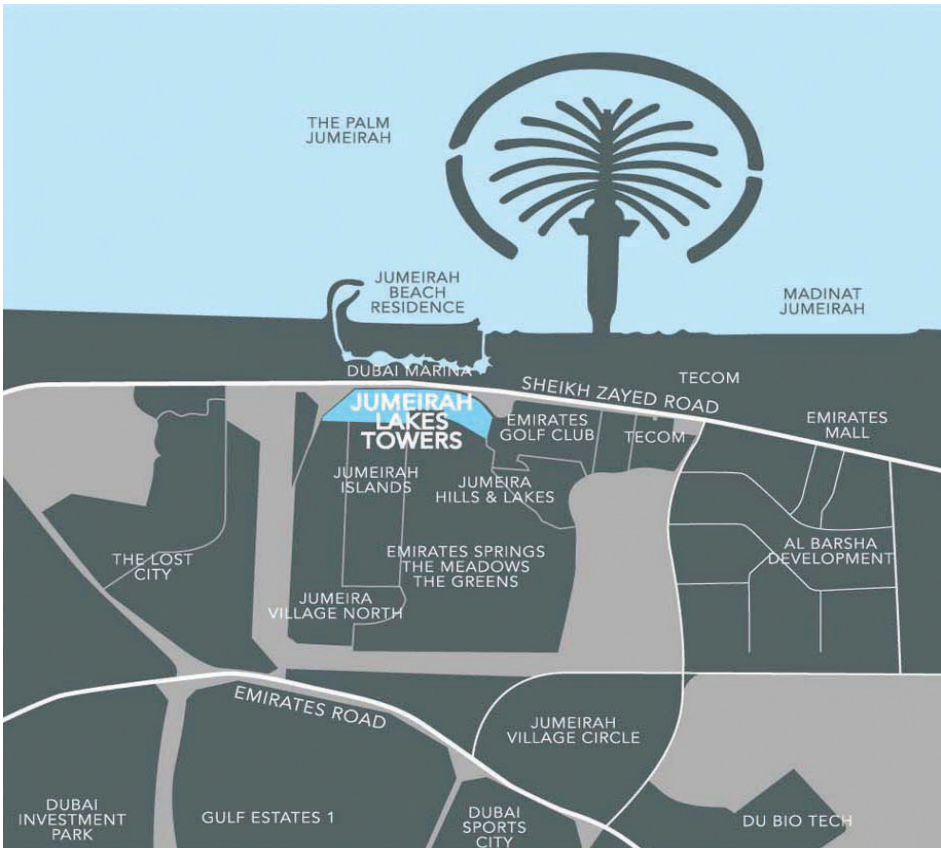 THE PALM
JUMEIRAH
JUMEIRAH
BEACH
RESIDENCE
MADINAT
JUMEIRAH
DUBAI MARINA
SHEIKH ZAYED ROAD
TECOM
JUMEIRAH
LAKES
TOWERS
EMIRATES
GOLF CLUB
TECOM
EMIRATES
MALL
JUMEIRAH
ISLANDS
JUMEIRA
HILLS & LAKES
THE LOST
CITY
EMIRATES SPRINGS
THE MEADOWS
THE GREENS
AL BARSHA
DEVELOPMENT
JUMEIRA
VILLAGE NORTH
EMIRATES ROAD
JUMEIRAH
VILLAGE CIRCLE
DUBAI
INVESTMENT
PARK
GULF ESTATES 1
DUBAI
SPORTS
CITY
DU BIO TECH